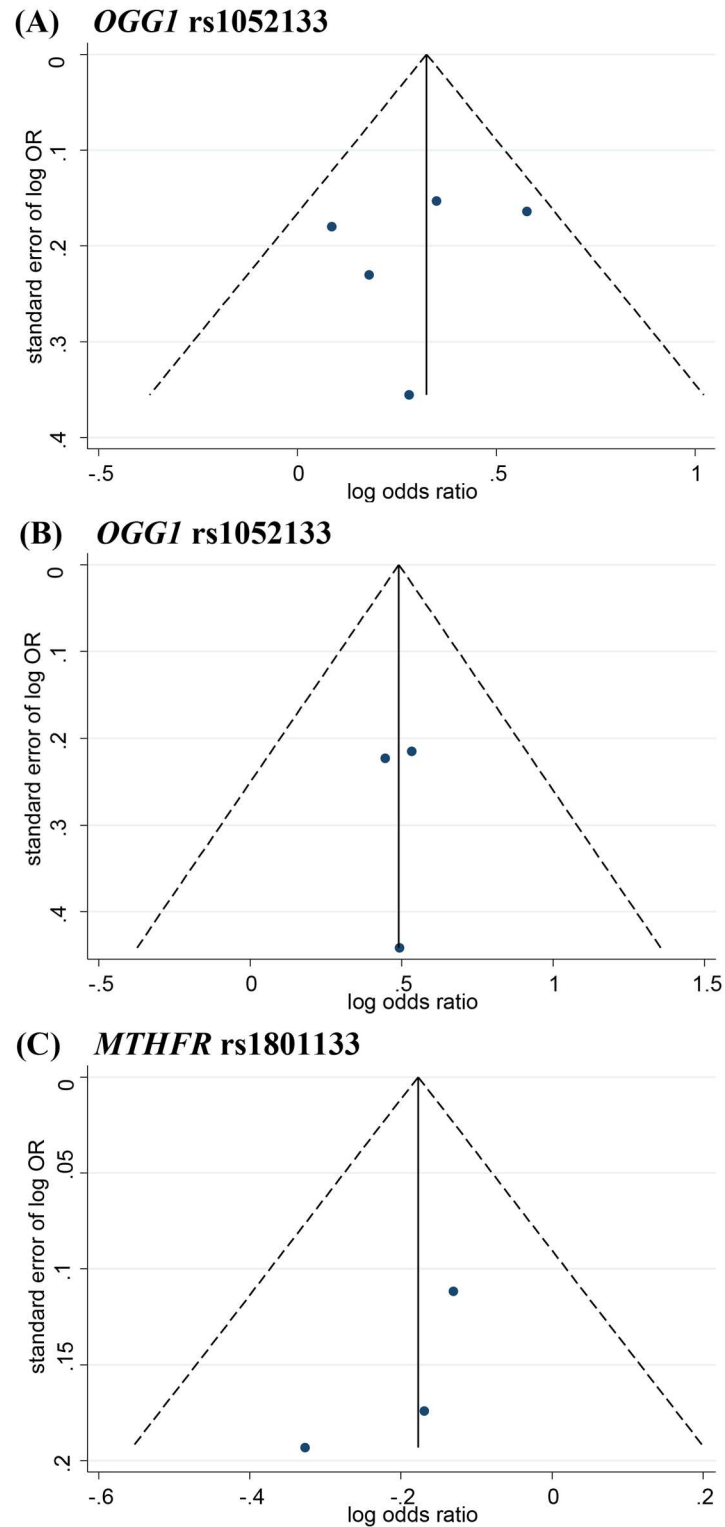 (A) OGG1 rs1052133
standard error of log OR
0
.1
.2
.3
.4
-.5 0 .5 1
log odds ratio
(B) OGG1 rs1052133
standard error of log OR
0
.1
.2
.3
.4
-.5 0 .5 1 1.5
log odds ratio
(C) MTHFR rs1801133
standard error of log OR
0
.05
.1
.15
.2
-.6 -.4 -.2 0 .2
log odds ratio